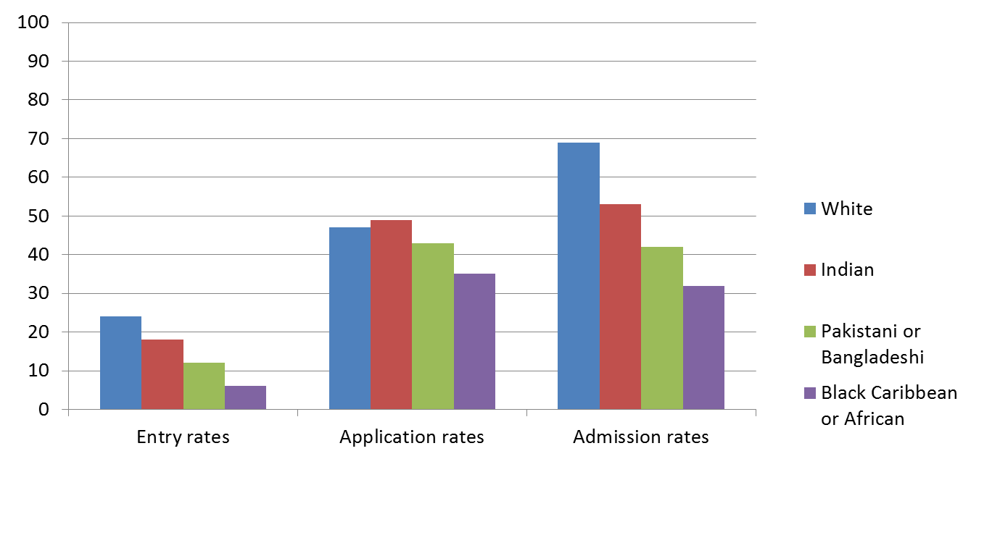 100
90
80
70
60
50
40
30
20
10
0
Entry rates
Application rates
Admission rates
White
Indian
Pakistani or
Bangladeshi
Black Caribbean
or African